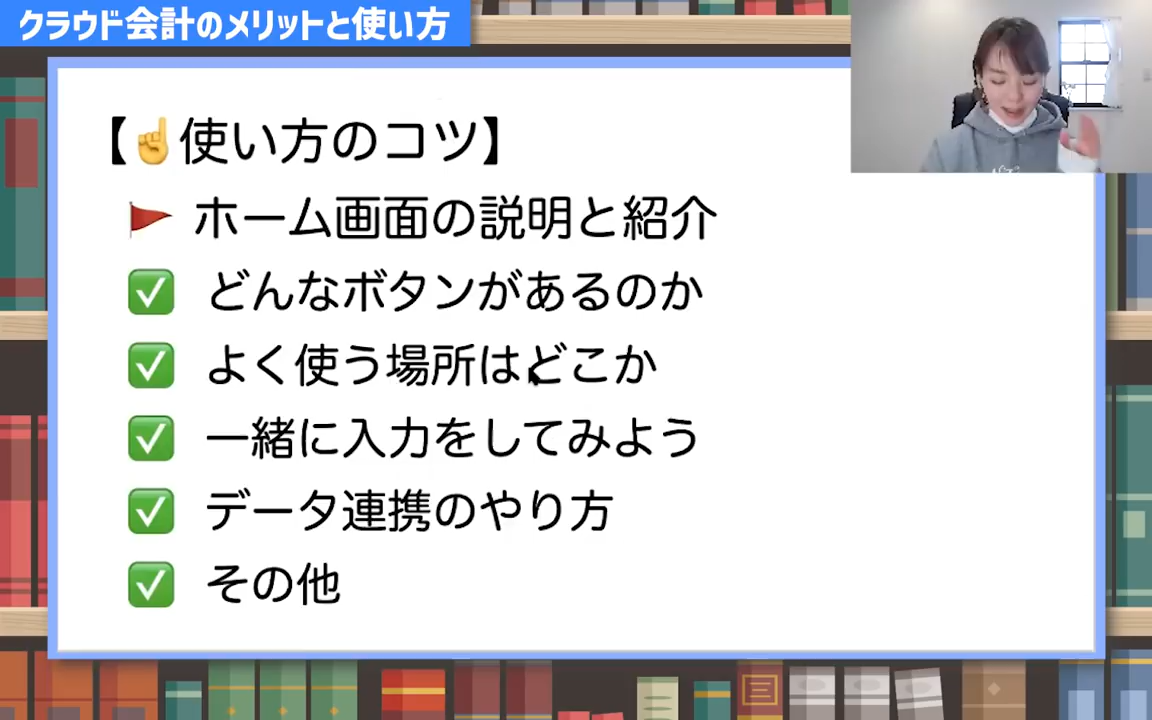 クラウド会計のメリットと使い方
【☝使い方のコツ】
🚩 ホーム画面の説明と紹介
✅ どんなボタンがあるのか
✅ よく使う場所はどこか
✅ 一緒に入力をしてみよう
✅ データ連携のやり方
✅ その他